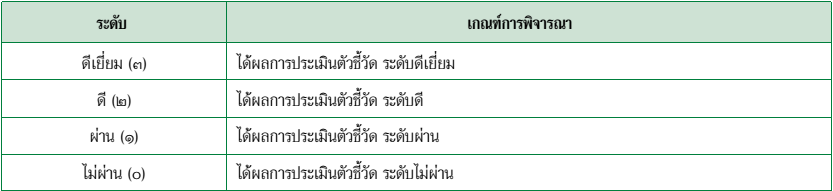 ระดับ เกณฑ์การพิจารณา
ดีเยี่ยม (๓) ได้ผลการประเมินตัวชี้วัด ระดับดีเยี่ยม
ดี (๒) ได้ผลการประเมินตัวชี้วัด ระดับดี
ผ่าน (๑) ได้ผลการประเมินตัวชี้วัด ระดับผ่าน
ไม่ผ่าน (๐) ได้ผลการประเมินตัวชี้วัด ระดับไม่ผ่าน